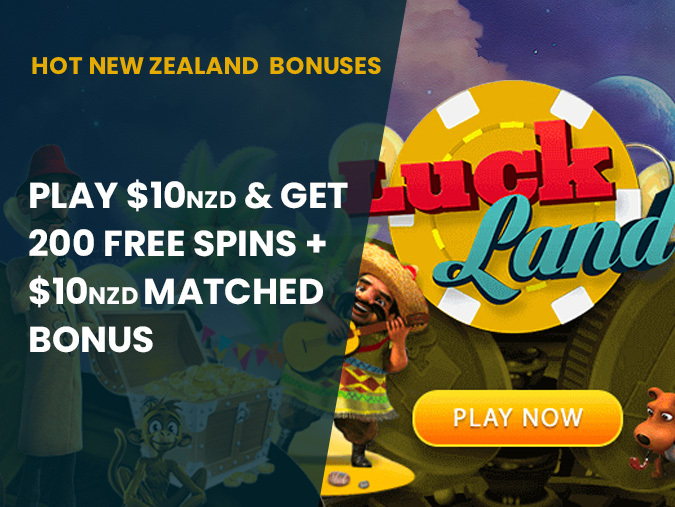 HOT NEW ZEALAND BONUSES
PLAY $10NZD & GET
200 FREE SPINS +
$10NZD MATCHED
BONUS
Luck
Land
PLAY NOW